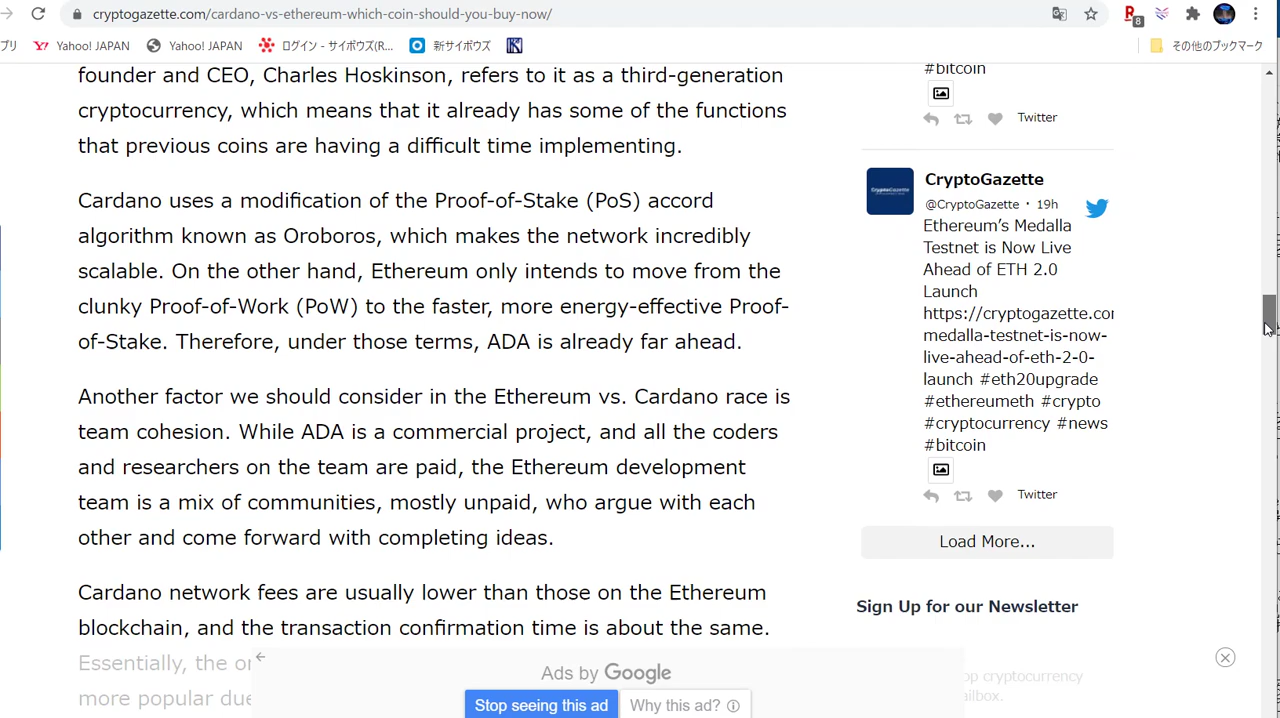 cryptogazette.com/cardano-vs-ethereum-which-coin-should-you-buy-now/
8
プリ
Yahoo! JAPAN
Yahoo! JAPAN
ログイン - サイボウズ(R...
新サイボウズ
K
その他のブックマーク
founder and CEO, Charles Hoskinson, refers to it as a third-generation
cryptocurrency, which means that it already has some of the functions
that previous coins are having a difficult time implementing.
Cardano uses a modification of the Proof-of-Stake (PoS) accord
algorithm known as Oroboros, which makes the network incredibly
scalable. On the other hand, Ethereum only intends to move from the
clunky Proof-of-Work (PoW) to the faster, more energy-effective Proof-
of-Stake. Therefore, under those terms, ADA is already far ahead.
Another factor we should consider in the Ethereum vs. Cardano race is
team cohesion. While ADA is a commercial project, and all the coders
and researchers on the team are paid, the Ethereum development
team is a mix of communities, mostly unpaid, who argue with each
other and come forward with completing ideas.
Cardano network fees are usually lower than those on the Ethereum
blockchain, and the transaction confirmation time is about the same.
Essentially, the
more popular
#bitcoin
Twitter
CryptoGazette
@CryptoGazette · 19h
Ethereum's Medalla
Testnet is Now Live
Ahead of ETH 2.0
Launch
https://cryptogazette.com
medalla-testnet-is-now-
live-ahead-of-eth-2-0-
launch #eth20upgrade
#ethereumeth #crypto
#cryptocurrency #news
#bitcoin
Twitter
Load More...
Sign Up for our Newsletter
cryptocurrency
Ads by Google
Stop seeing this ad
Why this ad?